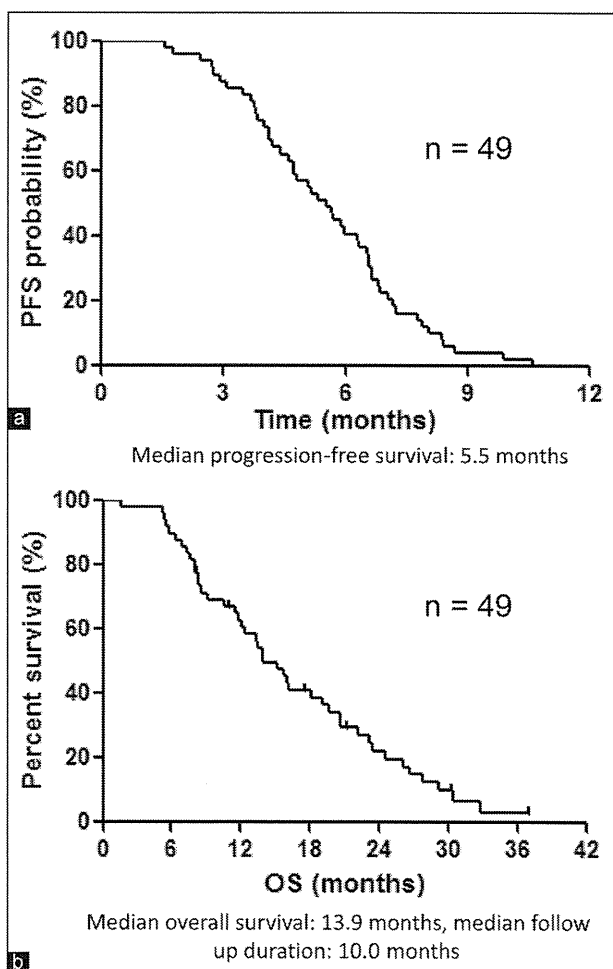 100
80
60
40
20
0
PFS probability (%)
n = 49
0 3 6 9 12
Time (months)
a
Median progression-free survival: 5.5 months
100
80
60
40
20
0
Percent survival (%)
n = 49
0 6 12 18 24 30 36 42
OS (months)
Median overall survival: 13.9 months, median follow
up duration: 10.0 months
b